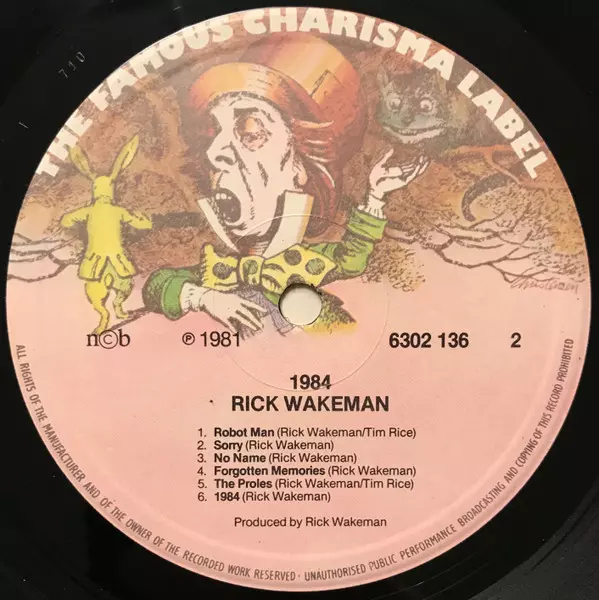 THE FAMOUS CHARISMA LABEL
710
n©b
℗ 1981
6302 136
2
1984
RICK WAKEMAN
1. Robot Man (Rick Wakeman/Tim Rice)
2. Sorry (Rick Wakeman)
3. No Name (Rick Wakeman)
4. Forgotten Memories (Rick Wakeman)
5. The Proles (Rick Wakeman/Tim Rice)
6. 1984 (Rick Wakeman)
Produced by Rick Wakeman
ALL RIGHTS OF THE MANUFACTURER AND OF THE OWNER OF THE RECORDED WORK RESERVED · UNAUTHORISED PUBLIC PERFORMANCE BROADCASTING AND COPYING OF THIS RECORD PROHIBITED